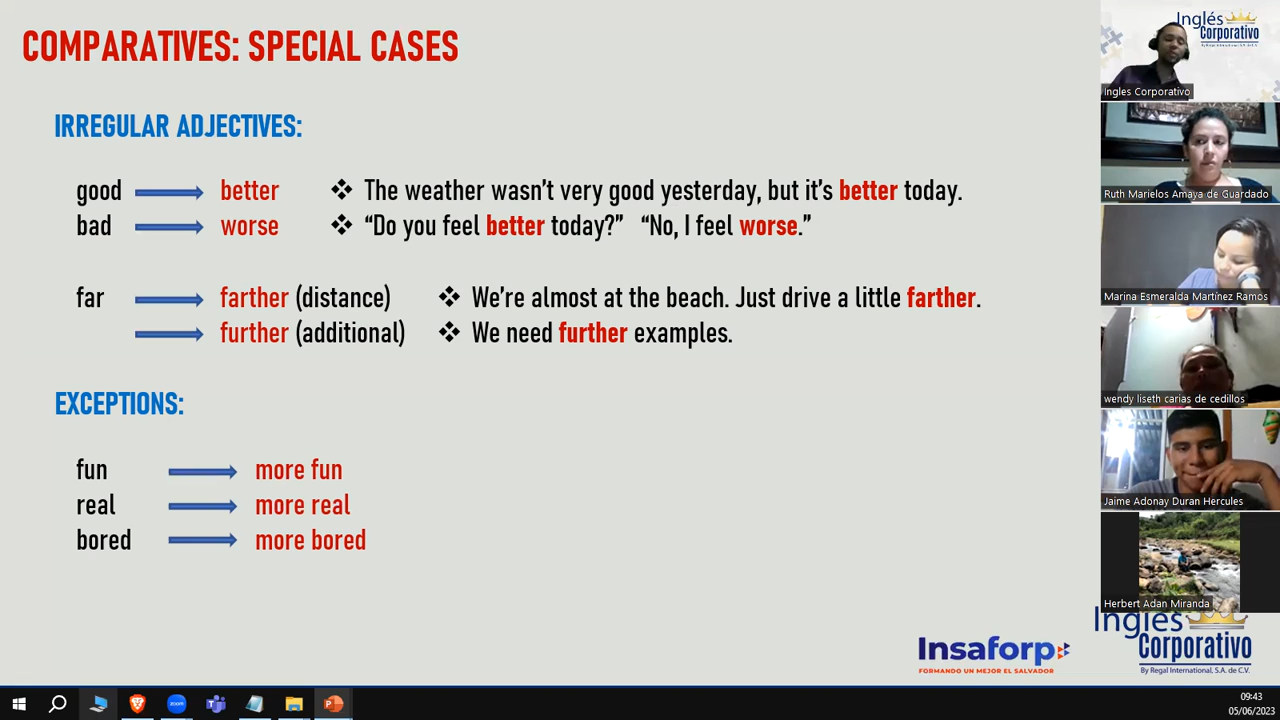 COMPARATIVES: SPECIAL CASES
IRREGULAR ADJECTIVES:
good better ❖ The weather wasn't very good yesterday, but it's better today.
bad worse ❖ “Do you feel better today?” “No, I feel worse.”
far farther (distance) ❖ We're almost at the beach. Just drive a little farther.
further (additional) ❖ We need further examples.
EXCEPTIONS:
fun more fun
real more real
bored more bored
Insaforp
FORMANDO UN MEJOR EL SALVADOR
Inglés
Corporativo
By Regal International, S.A. de C.V.
Inglés
Corporativo
By Regal International, S.A. de C.V.
Ingles Corporativo
Ruth Marielos Amaya de Guardado
Marina Esmeralda Martínez Ramos
wendy liseth carias de cedillos
Jaime Adonay Duran Hercules
Herbert Adan Miranda
zoom
09:43
05/06/2023